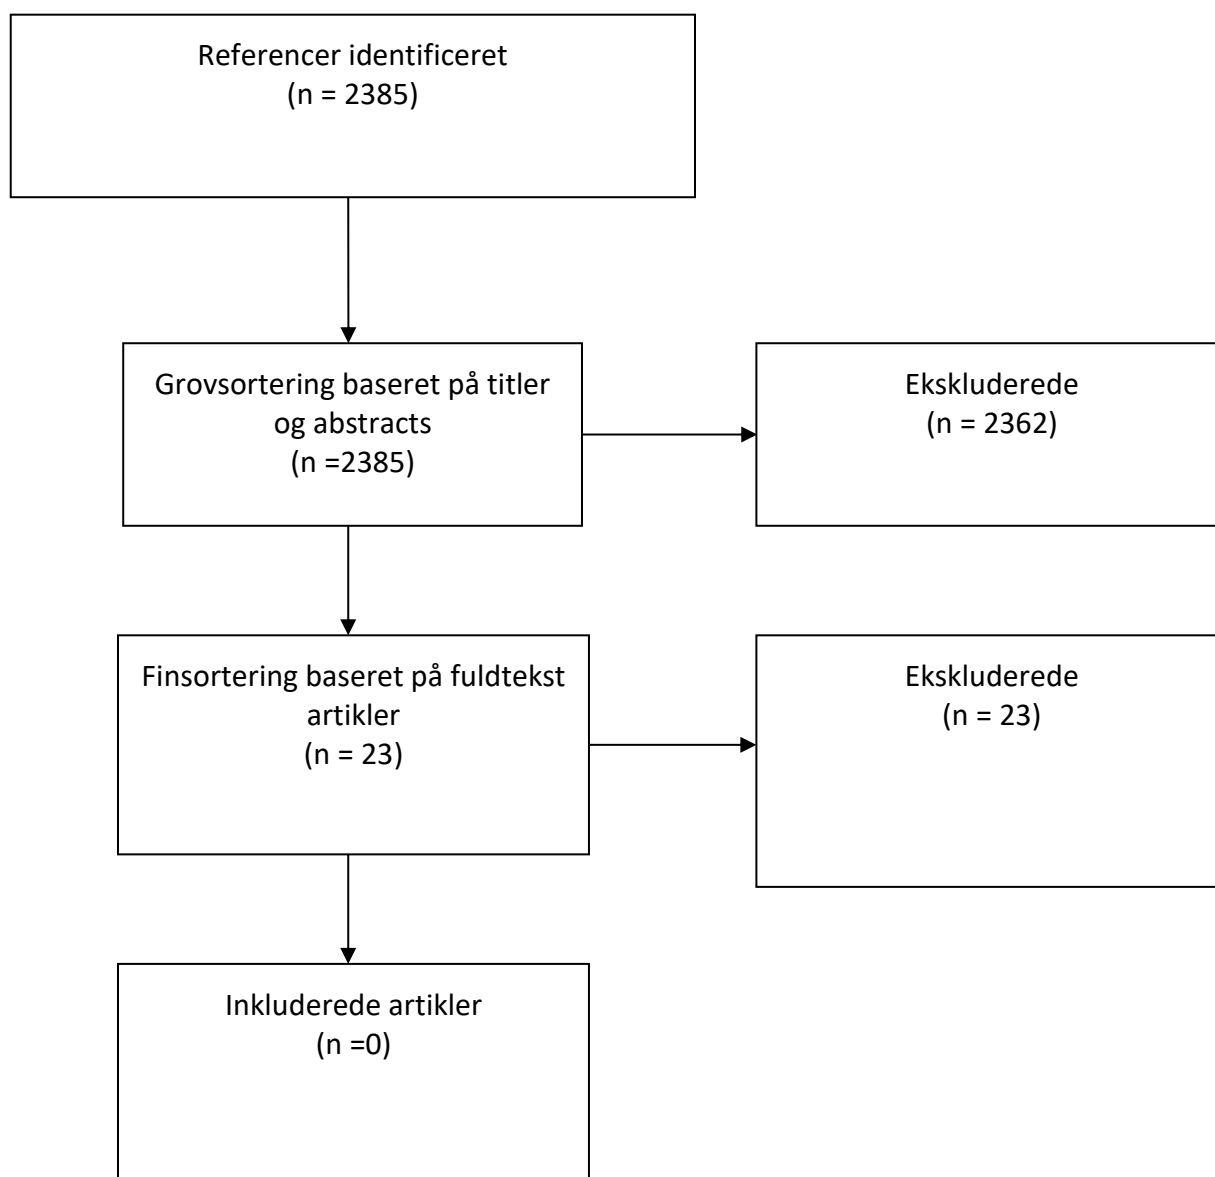 Referencer identificeret
(n = 2385)
Grovsortering baseret på titler
og abstracts
(n =2385)
Ekskluderede
(n = 2362)
Finsortering baseret på fuldtekst
artikler
(n = 23)
Ekskluderede
(n = 23)
Inkluderede artikler
(n =0)